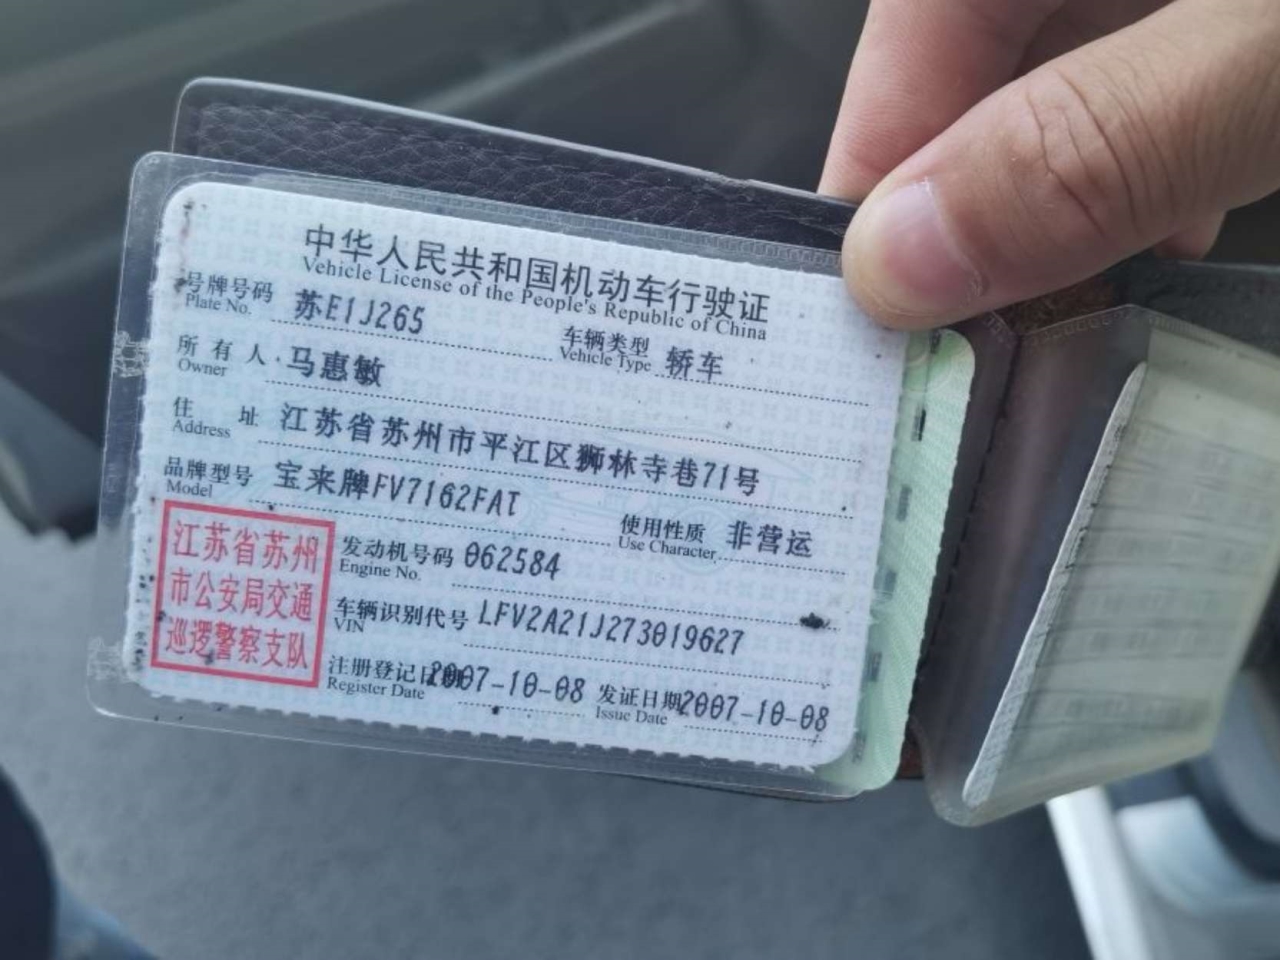 中华人民共和国机动车行驶证
Vehicle License of the People's Republic of China
号牌号码 苏E1J265 车辆类型 轿车
Plate No. Vehicle Type
所有人 马惠敏
Owner
住址 江苏省苏州市平江区狮林寺巷71号
Address
品牌型号 宝来牌FV7162FAT 使用性质 非营运
Model Use Character
发动机号码 062584
Engine No.
车辆识别代号 LFV2A21J273019627
VIN
注册登记日期 2007-10-08 发证日期 2007-10-08
Register Date Issue Date
江苏省苏州
市公安局交通
巡逻警察支队